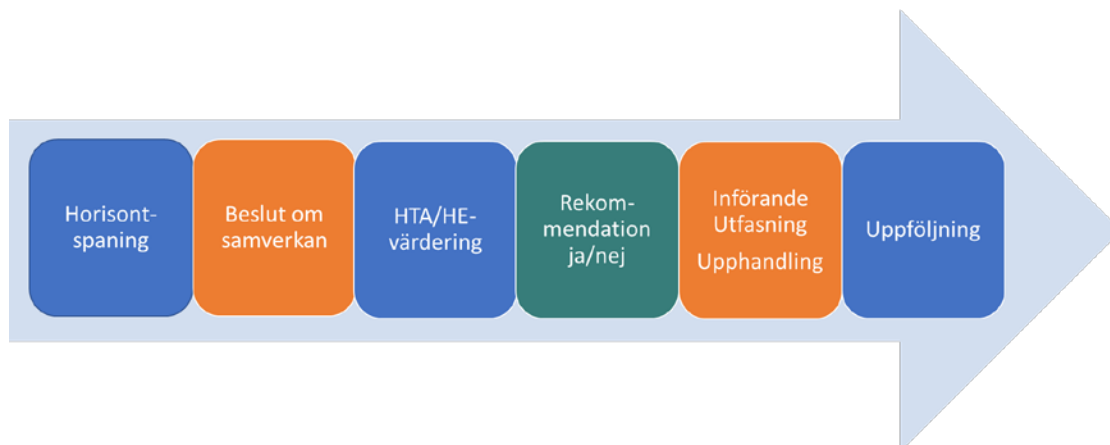 Horisont-
spaning
Beslut om
samverkan
HTA/HE-
värdering
Rekom-
mendation
ja/nej
Införande
Utfasning
Upphandling
Uppföljning